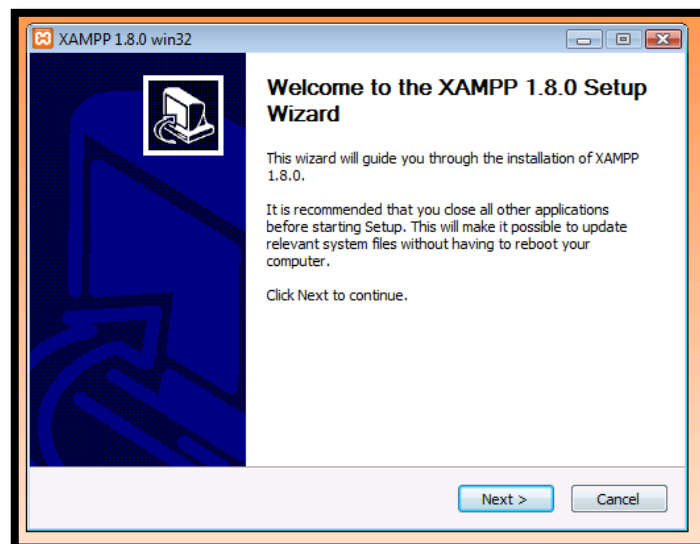 XAMPP 1.8.0 win32
Welcome to the XAMPP 1.8.0 Setup
Wizard
This wizard will guide you through the installation of XAMPP
1.8.0.
It is recommended that you close all other applications
before starting Setup. This will make it possible to update
relevant system files without having to reboot your
computer.
Click Next to continue.
Next >
Cancel